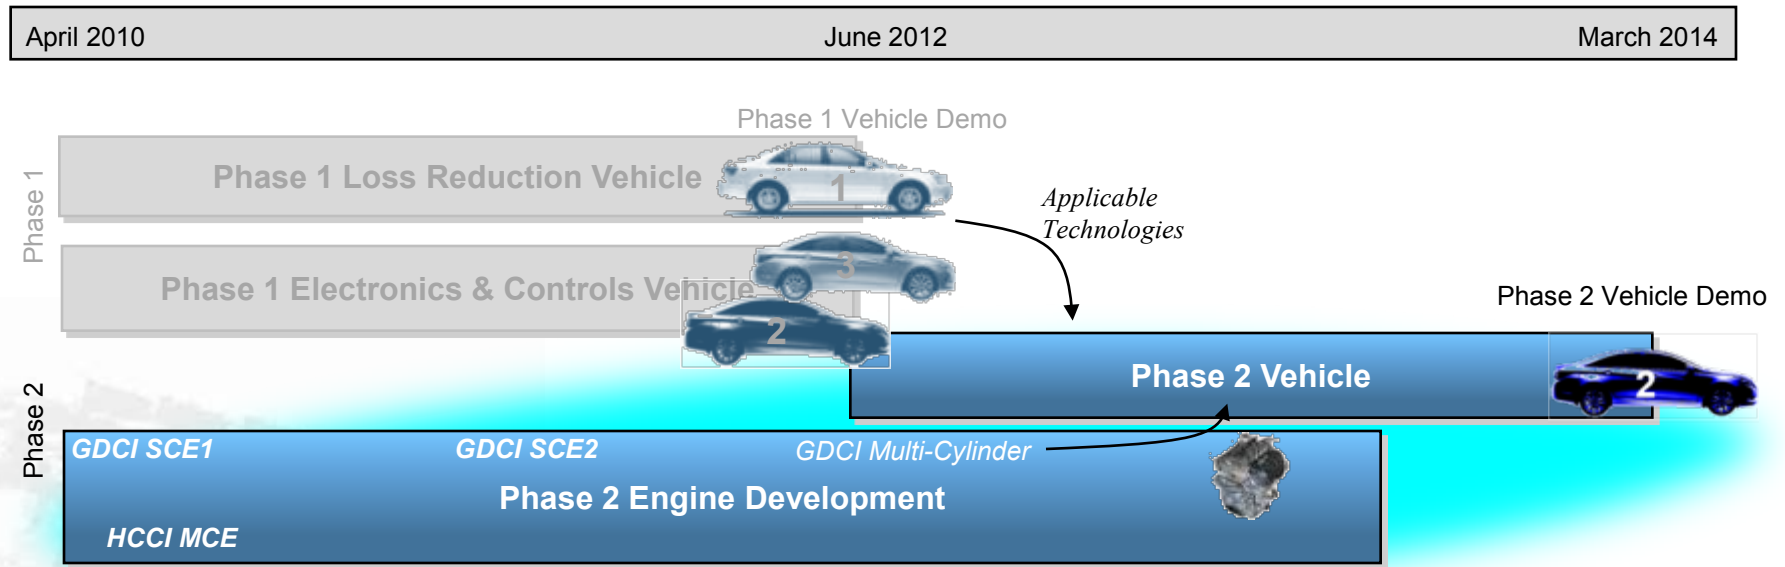 April 2010 June 2012 March 2014
Phase 1 Vehicle Demo
Phase 1
Phase 1 Loss Reduction Vehicle
1
Applicable
Technologies
Phase 1 Electronics & Controls Vehicle
3
2
Phase 2 Vehicle Demo
Phase 2
Phase 2 Vehicle
2
GDCI SCE1 GDCI SCE2 GDCI Multi-Cylinder
Phase 2 Engine Development
HCCI MCE